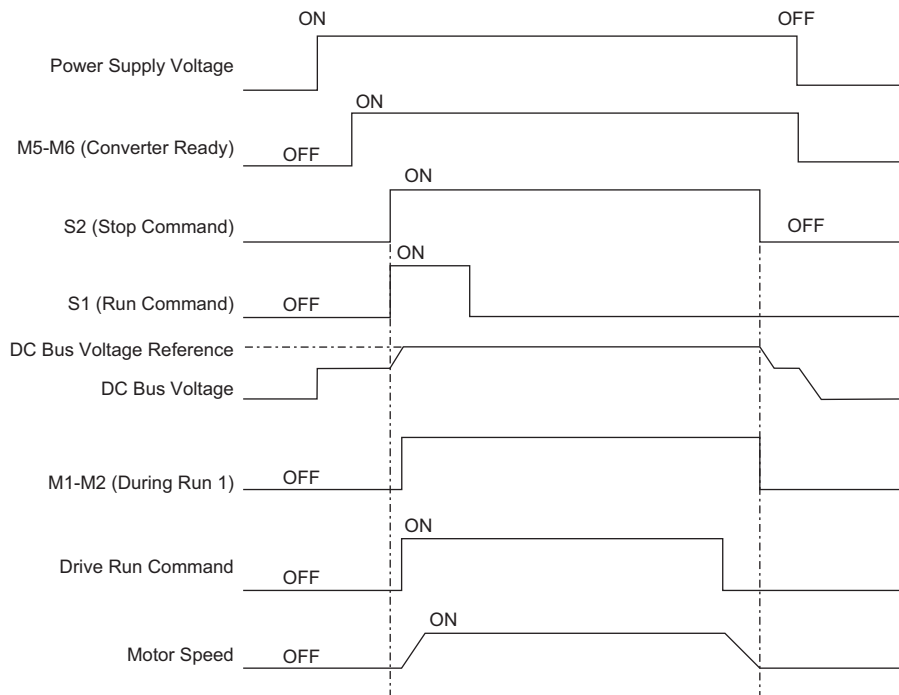 ON OFF
Power Supply Voltage
ON
M5-M6 (Converter Ready) OFF
ON
S2 (Stop Command) OFF
ON
S1 (Run Command) OFF
DC Bus Voltage Reference
DC Bus Voltage
M1-M2 (During Run 1) OFF
ON
Drive Run Command OFF
ON
Motor Speed OFF